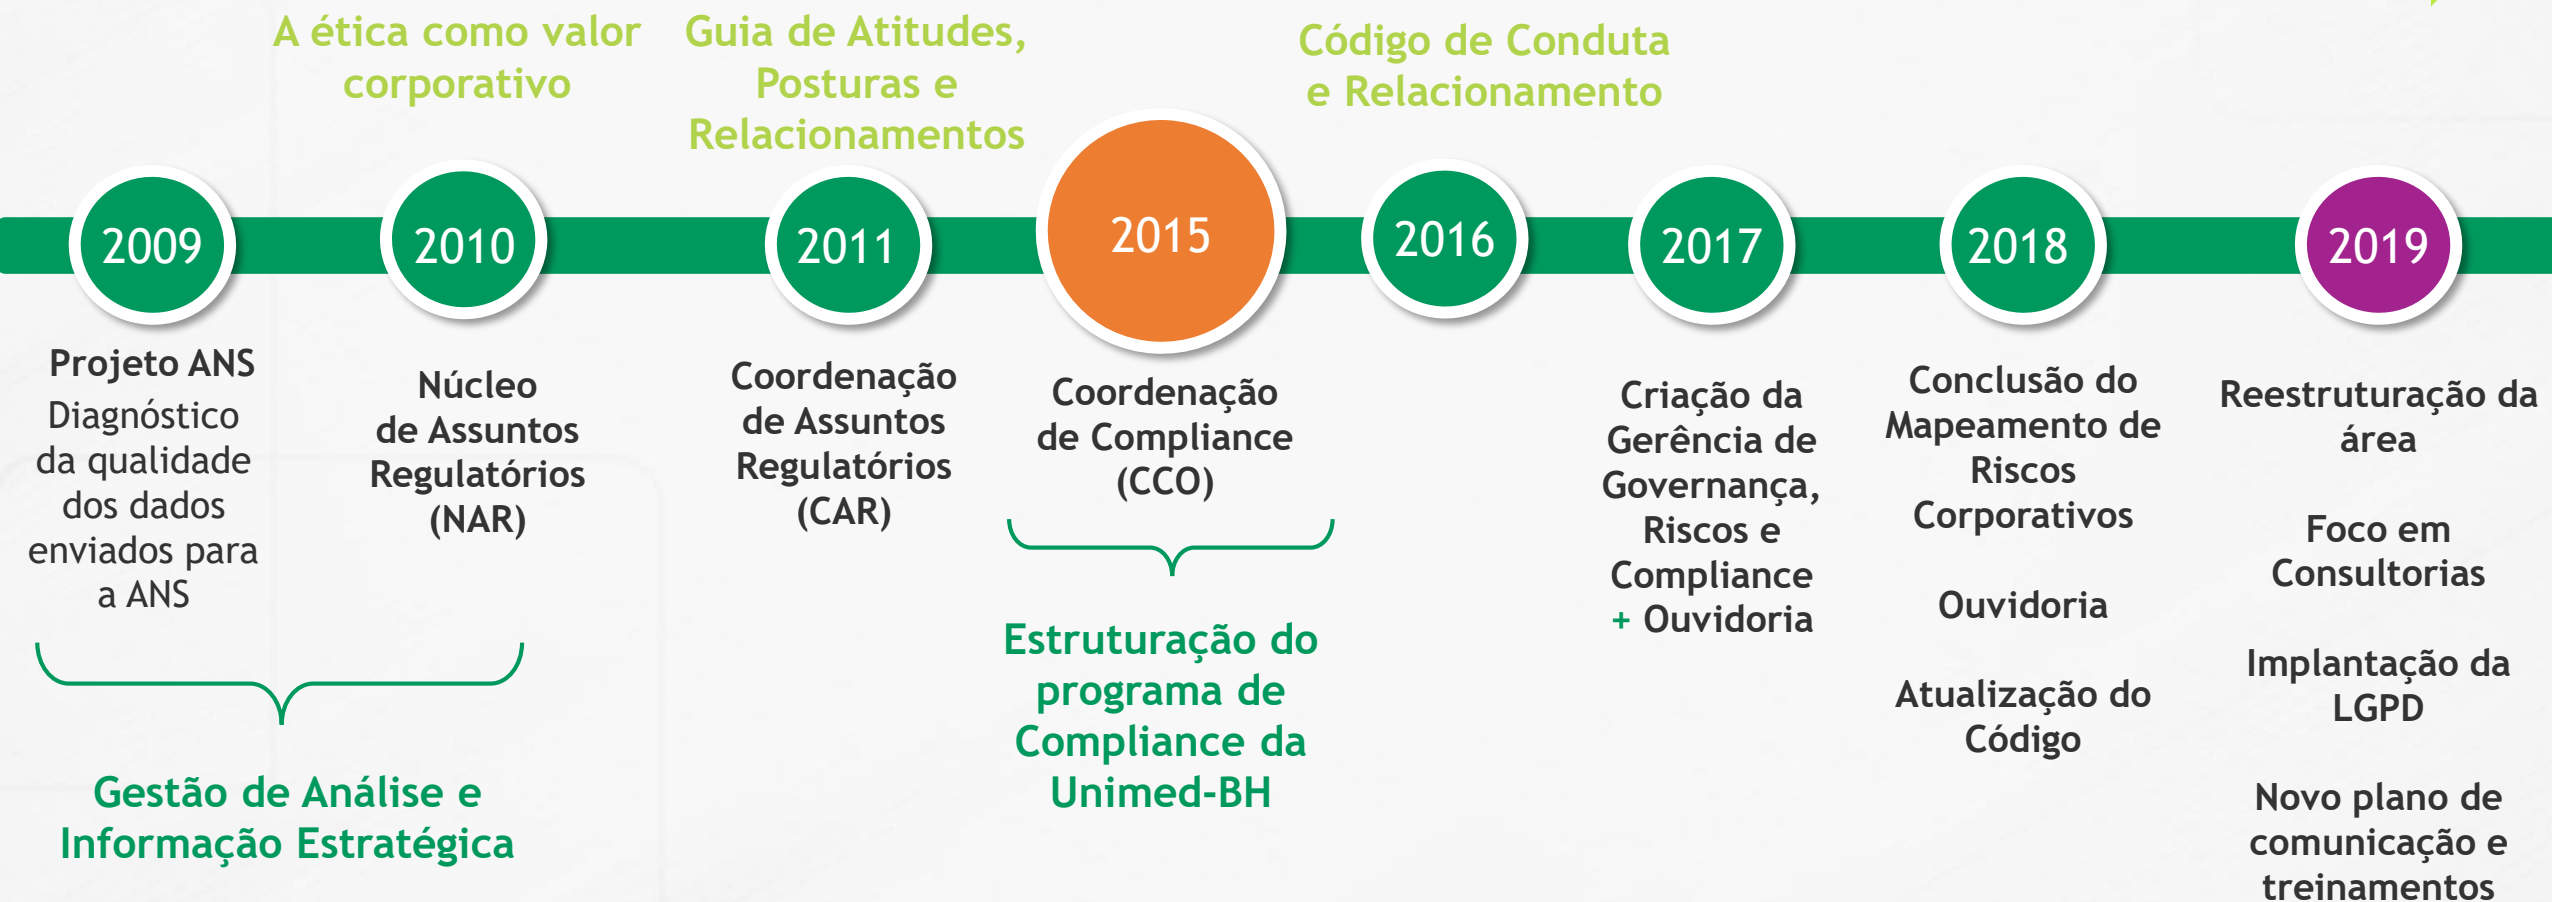 A ética como valor
corporativo
Guia de Atitudes,
Posturas e
Relacionamentos
Código de Conduta
e Relacionamento
2009
2010
2011
2015
2016
2017
2018
2019
Projeto ANS
Diagnóstico
da qualidade
dos dados
enviados para
a ANS
Núcleo
de Assuntos
Regulatórios
(NAR)
Gestão de Análise e
Informação Estratégica
Coordenação
de Assuntos
Regulatórios
(CAR)
Coordenação
de Compliance
(CCO)
Estruturação do
programa de
Compliance da
Unimed-BH
Criação da
Gerência de
Governança,
Riscos e
Compliance
+ Ouvidoria
Conclusão do
Mapeamento de
Riscos
Corporativos
Ouvidoria
Atualização do
Código
Reestruturação da
área
Foco em
Consultorias
Implantação da
LGPD
Novo plano de
comunicação e
treinamentos